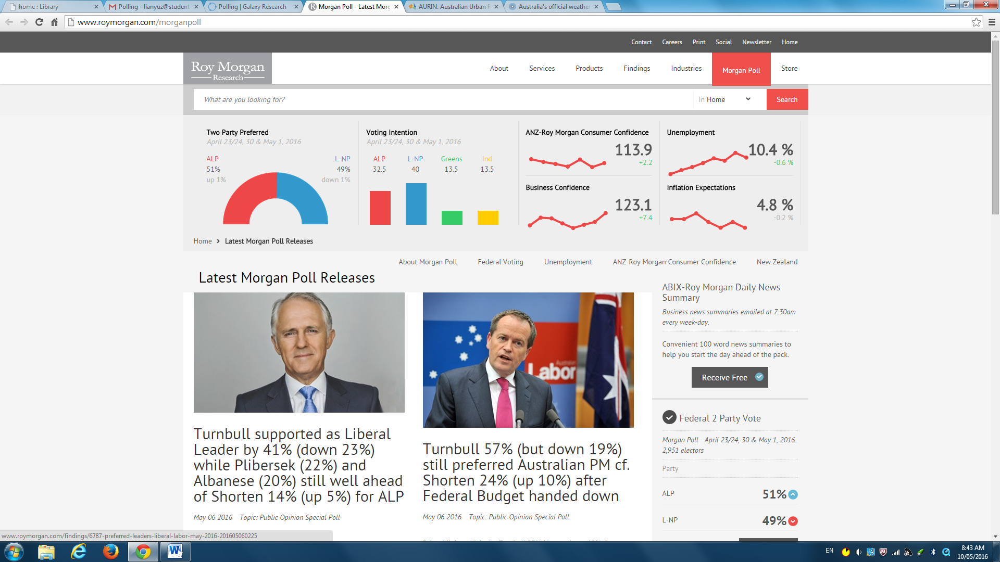 home : Library
Polling - lianyuz@student
Polling | Galaxy Research
Morgan Poll - Latest Morg
AURIN. Australian Urban R
Australia's official weather
www.roymorgan.com/morganpoll
Contact Careers Print Social Newsletter Home
Roy Morgan
Research
About Services Products Findings Industries Morgan Poll Store
What are you looking for?
In Home
Search
Two Party Preferred
April 23/24, 30 & May 1, 2016
ALP L-NP
51% 49%
up 1% down 1%
Voting Intention
April 23/24, 30 & May 1, 2016
ALP L-NP Greens Ind
32.5 40 13.5 13.5
ANZ-Roy Morgan Consumer Confidence
113.9
+2.2
Business Confidence
123.1
+7.4
Unemployment
10.4 %
-0.6 %
Inflation Expectations
4.8 %
-0.2 %
Home > Latest Morgan Poll Releases
About Morgan Poll Federal Voting Unemployment ANZ-Roy Morgan Consumer Confidence New Zealand
Latest Morgan Poll Releases
Australian
Labor
Turnbull supported as Liberal
Leader by 41% (down 23%)
while Plibersek (22%) and
Albanese (20%) still well ahead
of Shorten 14% (up 5%) for ALP
May 06 2016 Topic: Public Opinion Special Poll
Turnbull 57% (but down 19%)
still preferred Australian PM cf.
Shorten 24% (up 10%) after
Federal Budget handed down
May 06 2016 Topic: Public Opinion Special Poll
ABIX-Roy Morgan Daily News
Summary
Business news summaries emailed at 7.30am
every week-day.
Convenient 100 word news summaries to
help you start the day ahead of the pack.
Receive Free
Federal 2 Party Vote
Morgan Poll - April 23/24, 30 & May 1, 2016.
2,951 electors
Party
ALP 51%
L-NP 49%
www.roymorgan.com/findings/6787-preferred-leaders-liberal-labor-may-2016-201605060225
EN
8:43 AM
10/05/2016